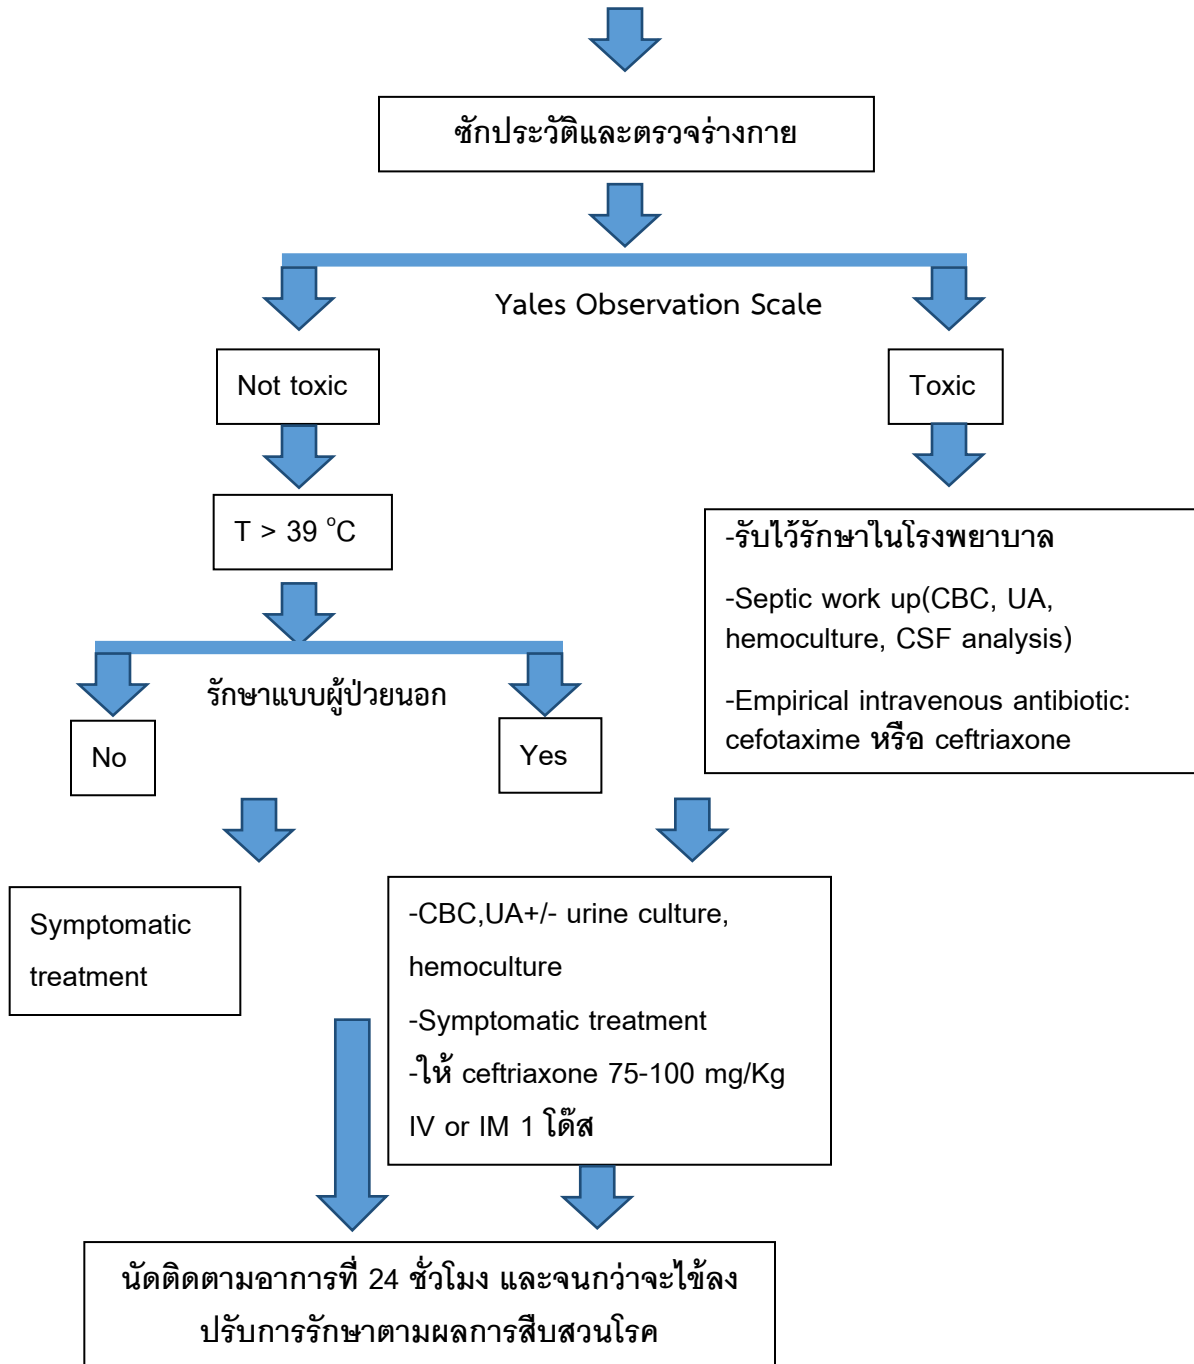 ซักประวัติและตรวจร่างกาย
Yales Observation Scale
Not toxic
Toxic
T > 39 °C
-รับไว้รักษาในโรงพยาบาล
-Septic work up(CBC, UA,
hemoculture, CSF analysis)
-Empirical intravenous antibiotic:
cefotaxime หรือ ceftriaxone
รักษาแบบผู้ป่วยนอก
No
Yes
Symptomatic
treatment
-CBC,UA+/- urine culture,
hemoculture
-Symptomatic treatment
-ให้ ceftriaxone 75-100 mg/Kg
IV or IM 1 โด๊ส
นัดติดตามอาการที่ 24 ชั่วโมง และจนกว่าจะไข้ลง
ปรับการรักษาตามผลการสืบสวนโรค